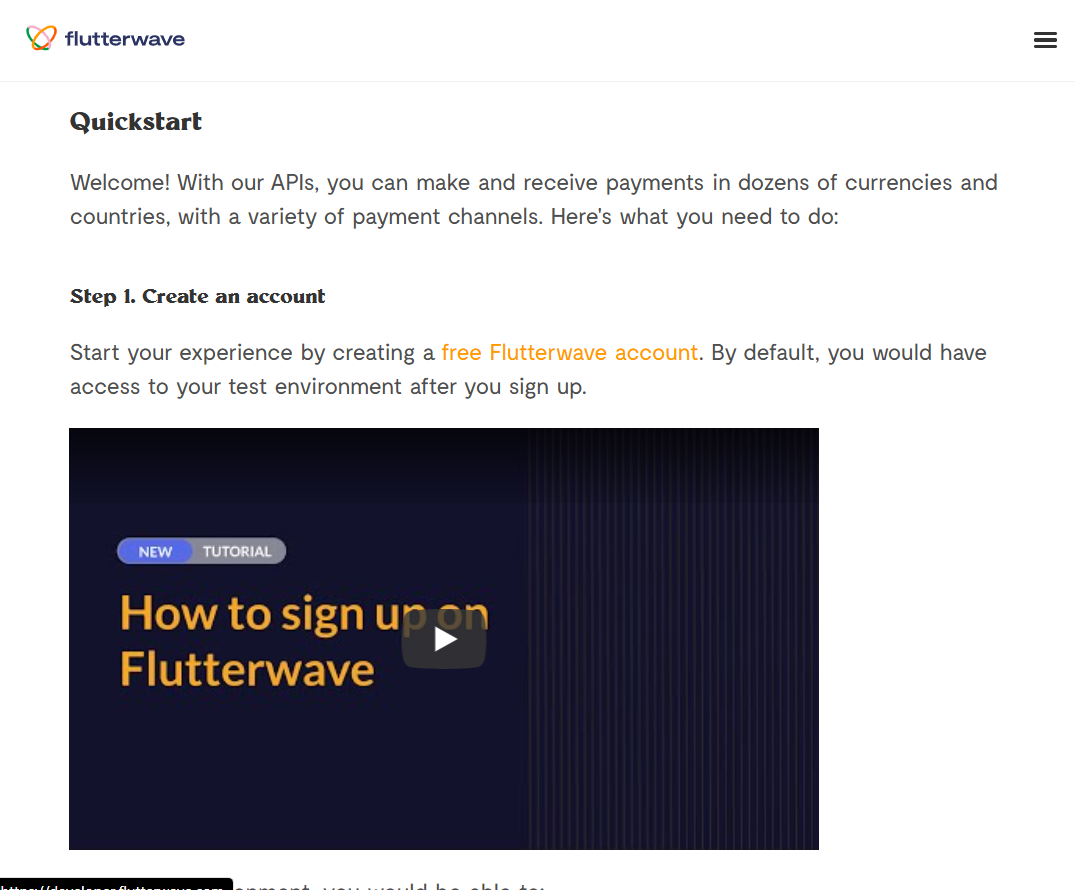 flutterwave
Quickstart
Welcome! With our APIs, you can make and receive payments in dozens of currencies and
countries, with a variety of payment channels. Here's what you need to do:
Step 1. Create an account
Start your experience by creating a free Flutterwave account. By default, you would have
access to your test environment after you sign up.
NEW TUTORIAL
How to sign up on
Flutterwave
you would be able to: